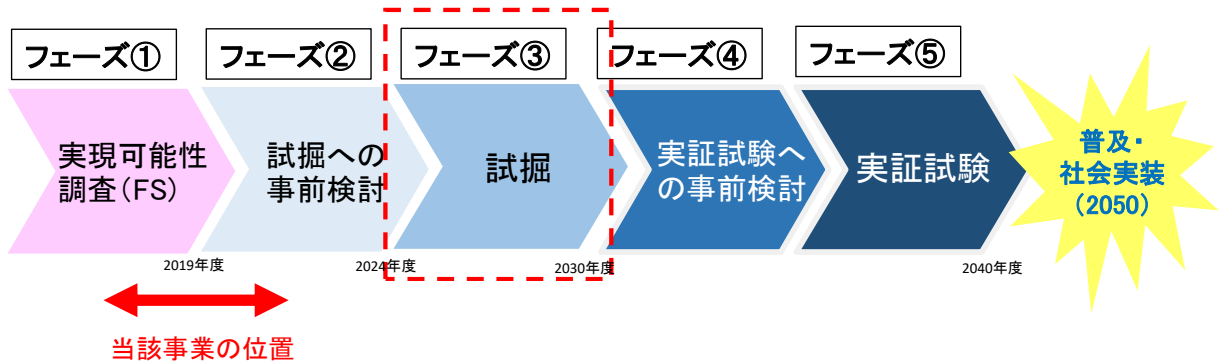 フェーズ①
フェーズ②
フェーズ③
フェーズ④
フェーズ⑤
実現可能性
調査(FS)
試掘への
事前検討
試掘
実証試験へ
の事前検討
実証試験
普及・
社会実装
(2050)
2019年度
2024年度
2030年度
2040年度
当該事業の位置